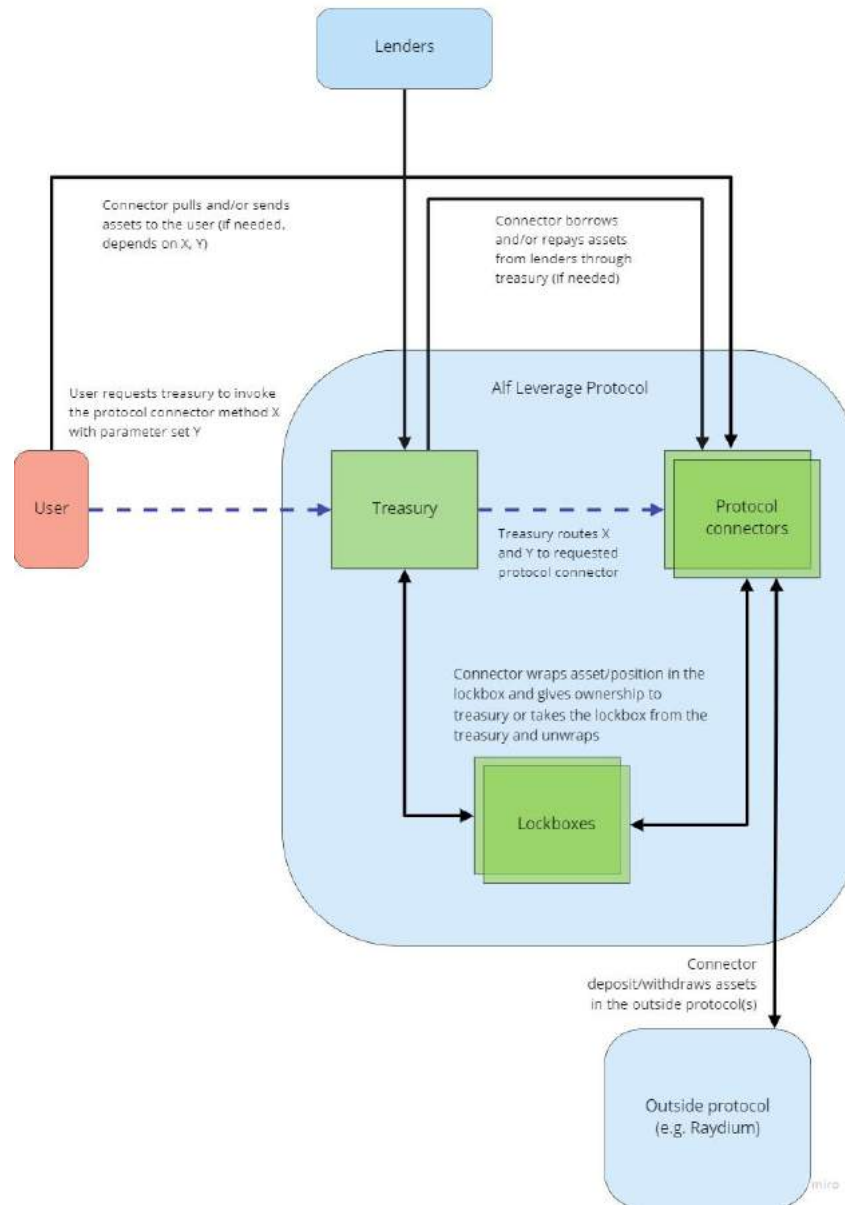 Lenders
Connector pulls and/or sends
assets to the user (if needed,
depends on X, Y)
Connector borrows
and/or repays assets
from lenders through
treasury (if needed)
Alf Leverage Protocol
User requests treasury to invoke
the protocol connector method X
with parameter set Y
User
Treasury
Protocol
connectors
Treasury routes X
and Y to requested
protocol connector
Connector wraps asset/position in the
lockbox and gives ownership to
treasury or takes the lockbox from the
treasury and unwraps
Lockboxes
Connector
deposit/withdraws assets
in the outside protocol(s)
Outside protocol
(e.g. Raydium)
miro